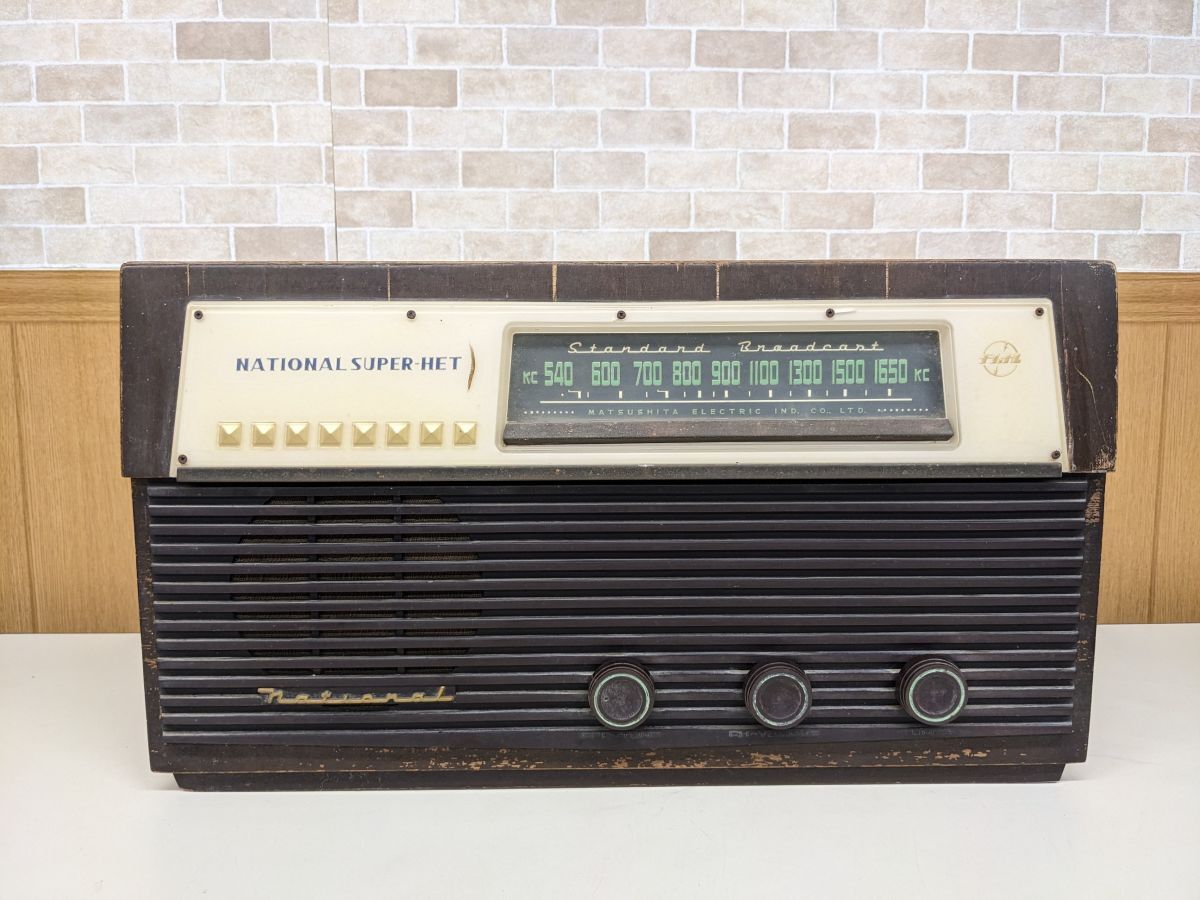 NATIONAL SUPER-HET
Standard Broadcast
KC 540 600 700 800 900 1100 1300 1500 1650 KC
MATSUSHITA ELECTRIC IND. CO., LTD.
National